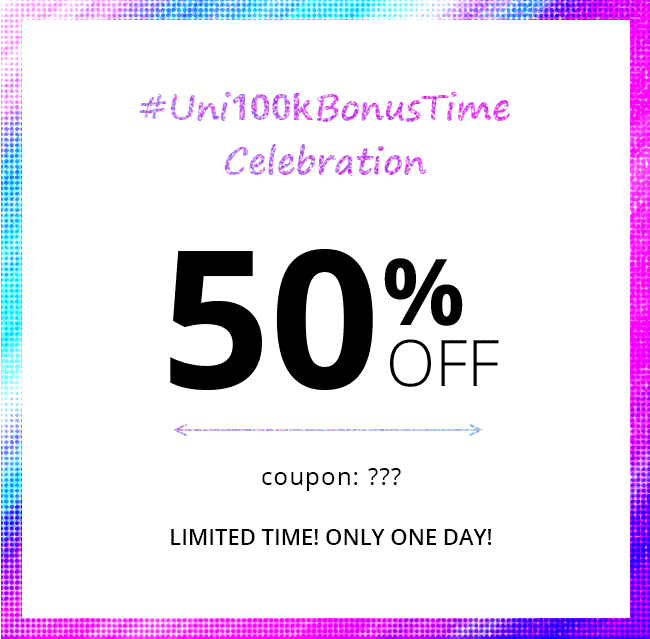 #Uni100kBonusTime
Celebration
50%
OFF
coupon: ???
LIMITED TIME! ONLY ONE DAY!